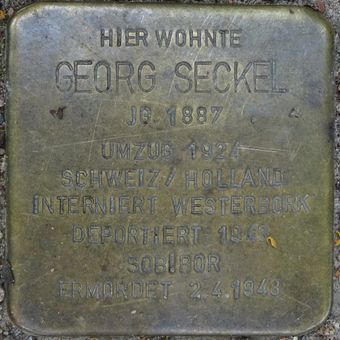 HIER WOHNTE
GEORG SECKEL
JG. 1887
UMZUG 1924
SCHWEIZ / HOLLAND
INTERNIERT WESTERBORK
DEPORTIERT 1943
SOBIBOR
ERMORDET 2.4.1943